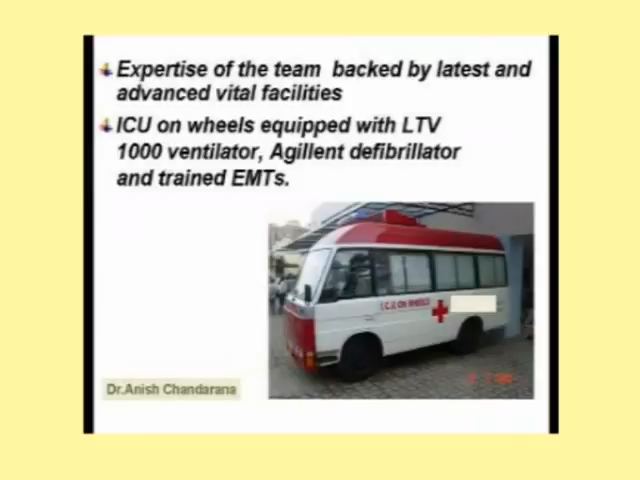 Expertise of the team backed by latest and
advanced vital facilities
ICU on wheels equipped with LTV
1000 ventilator, Agillent defibrillator
and trained EMTs.
I.C.U ON WHEELS
Dr.Anish Chandarana